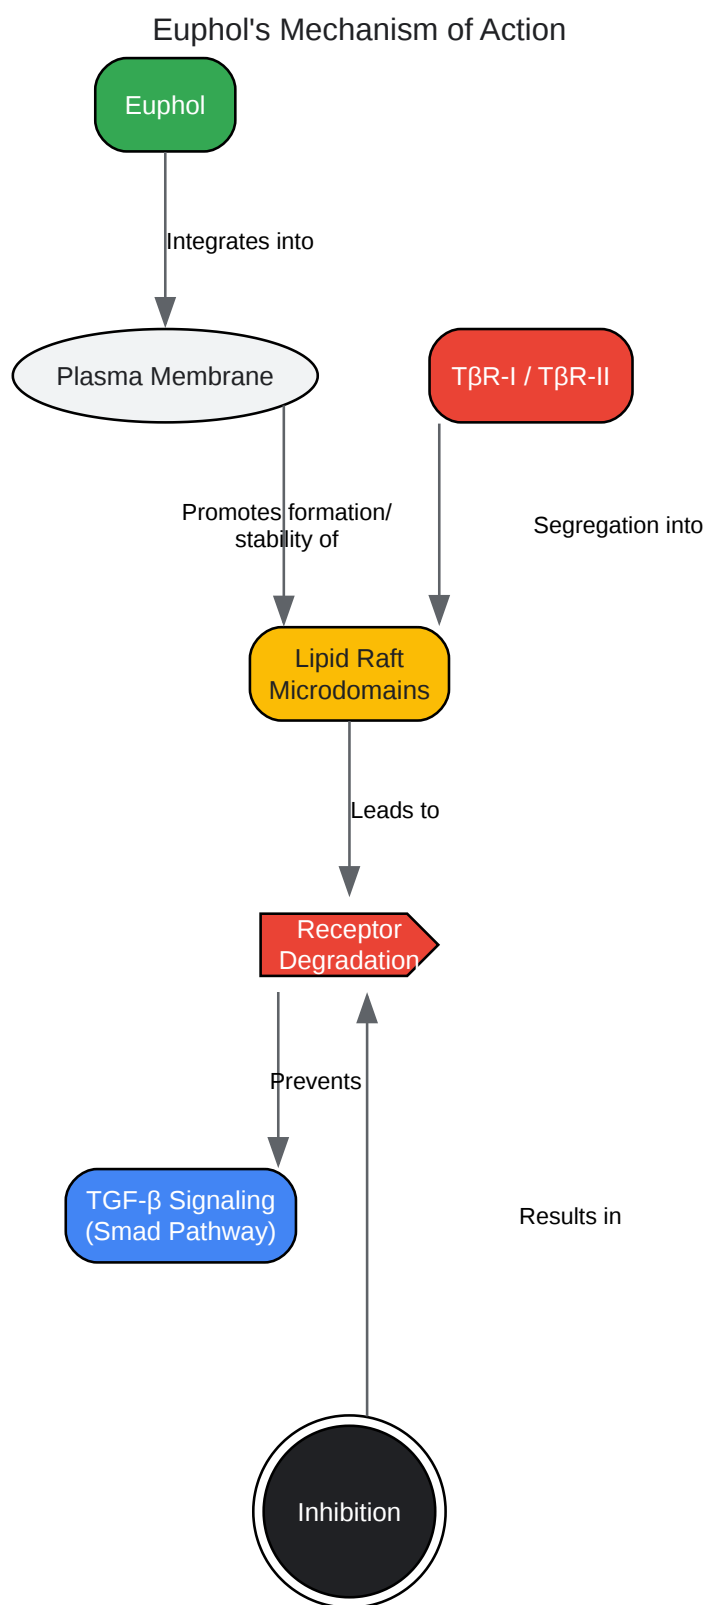 Euphol's Mechanism of Action
Euphol
Integrates into
Plasma Membrane
TβR-I / TβR-II
Promotes formation/
stability of
Segregation into
Lipid Raft
Microdomains
Leads to
Receptor
Degradation
Prevents
TGF-β Signaling
(Smad Pathway)
Results in
Inhibition